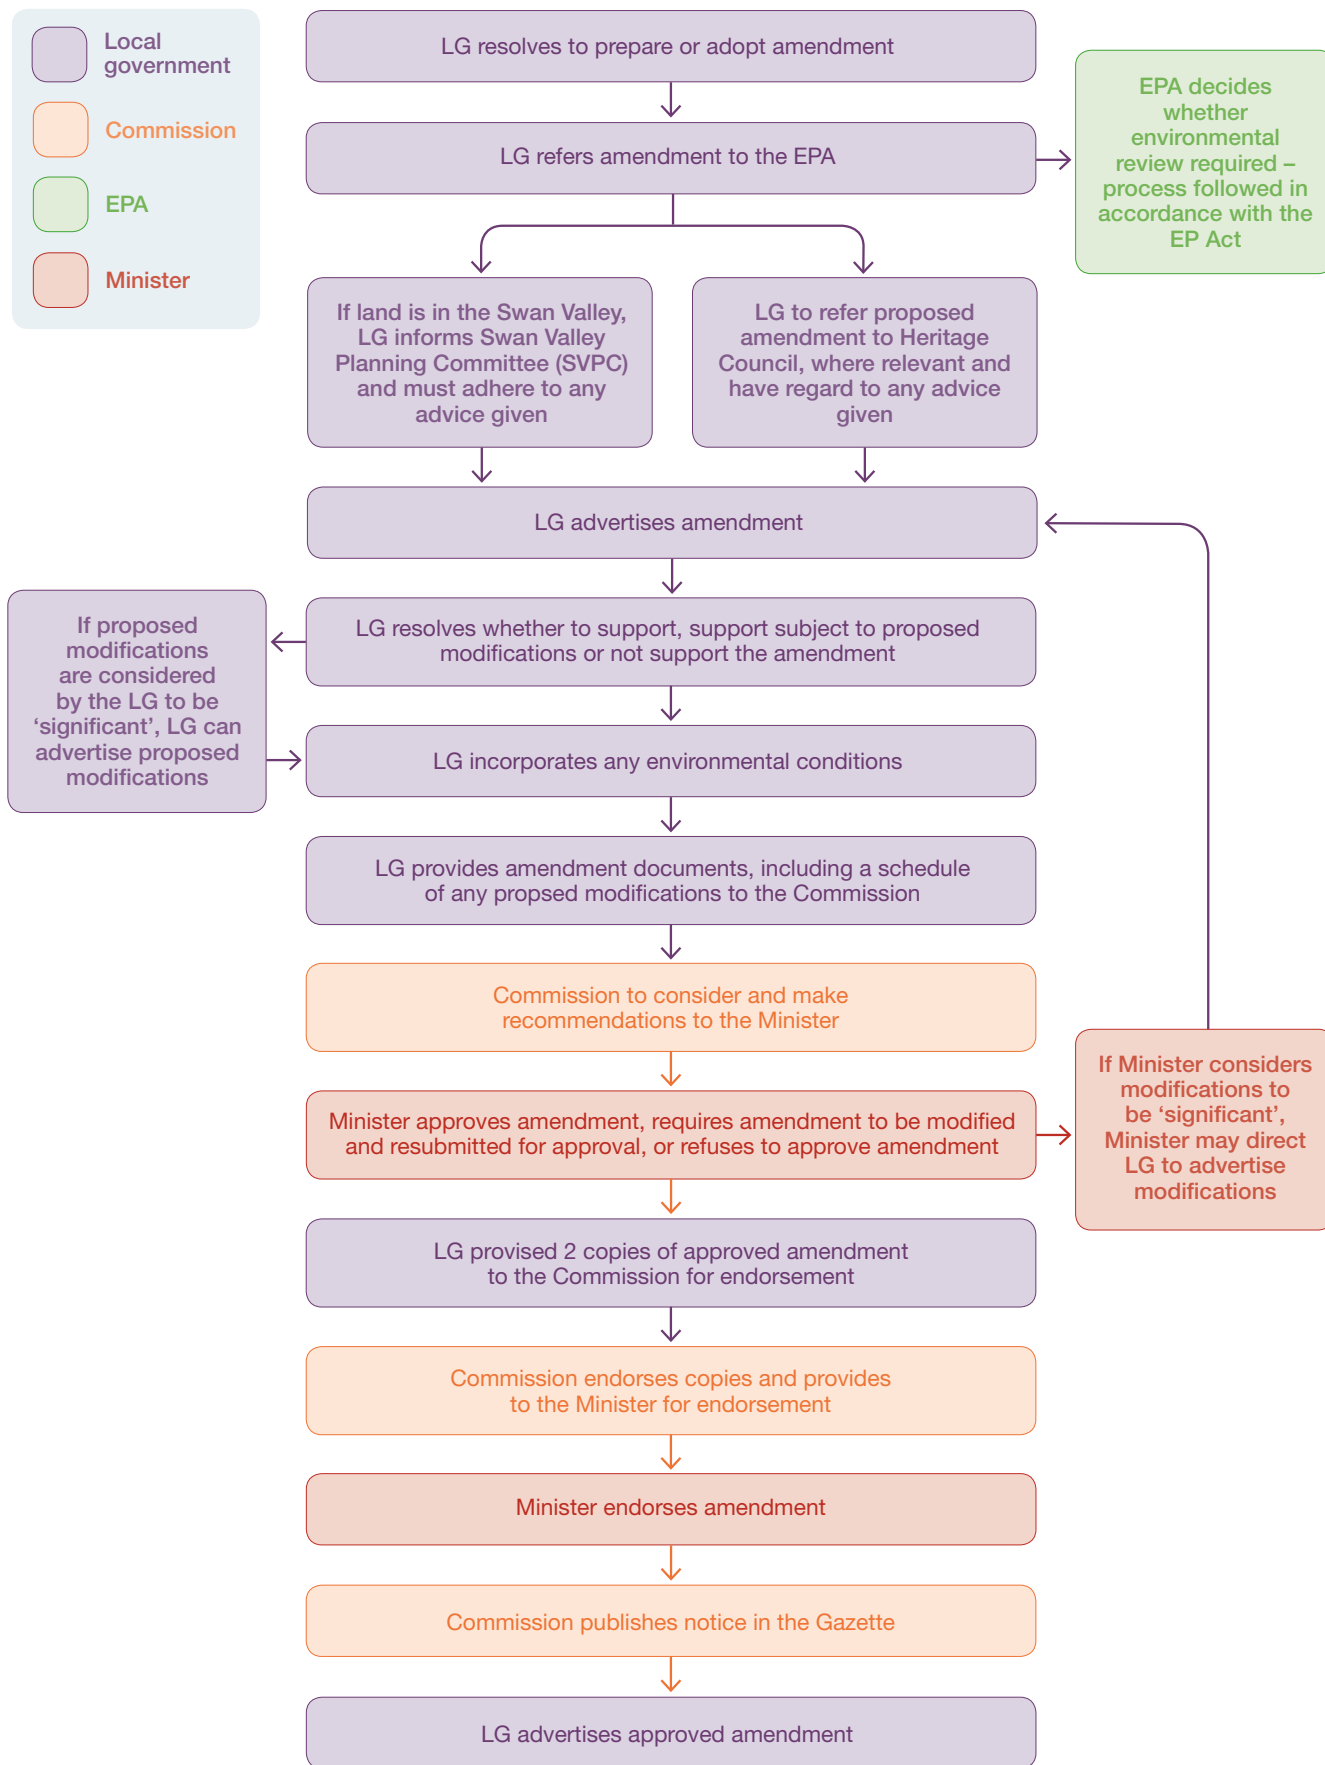 Local
government
Commission
EPA
Minister
LG resolves to prepare or adopt amendment
LG refers amendment to the EPA
EPA decides
whether
environmental
review required –
process followed in
accordance with the
EP Act
If land is in the Swan Valley,
LG informs Swan Valley
Planning Committee (SVPC)
and must adhere to any
advice given
LG to refer proposed
amendment to Heritage
Council, where relevant and
have regard to any advice
given
LG advertises amendment
LG resolves whether to support, support subject to proposed
modifications or not support the amendment
If proposed
modifications
are considered
by the LG to be
‘significant’, LG can
advertise proposed
modifications
LG incorporates any environmental conditions
LG provides amendment documents, including a schedule
of any propsed modifications to the Commission
Commission to consider and make
recommendations to the Minister
Minister approves amendment, requires amendment to be modified
and resubmitted for approval, or refuses to approve amendment
If Minister considers
modifications to
be ‘significant’,
Minister may direct
LG to advertise
modifications
LG provised 2 copies of approved amendment
to the Commission for endorsement
Commission endorses copies and provides
to the Minister for endorsement
Minister endorses amendment
Commission publishes notice in the Gazette
LG advertises approved amendment